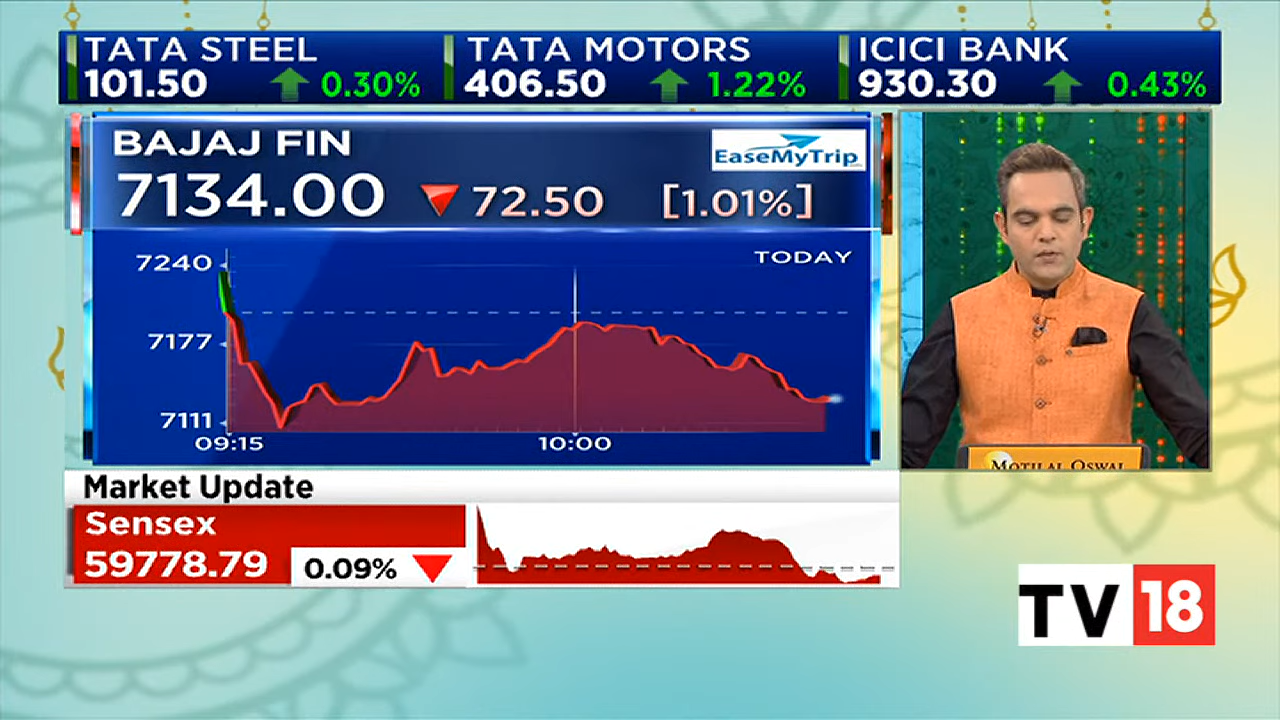 TATA STEEL
101.50 0.30%
TATA MOTORS
406.50 1.22%
ICICI BANK
930.30 0.43%
BAJAJ FIN
7134.00 72.50 [1.01%]
EaseMyTrip
TODAY
7240
7177
7111
09:15 10:00
MOTILAL OSWAL
Market Update
Sensex
59778.79 0.09%
TV 18